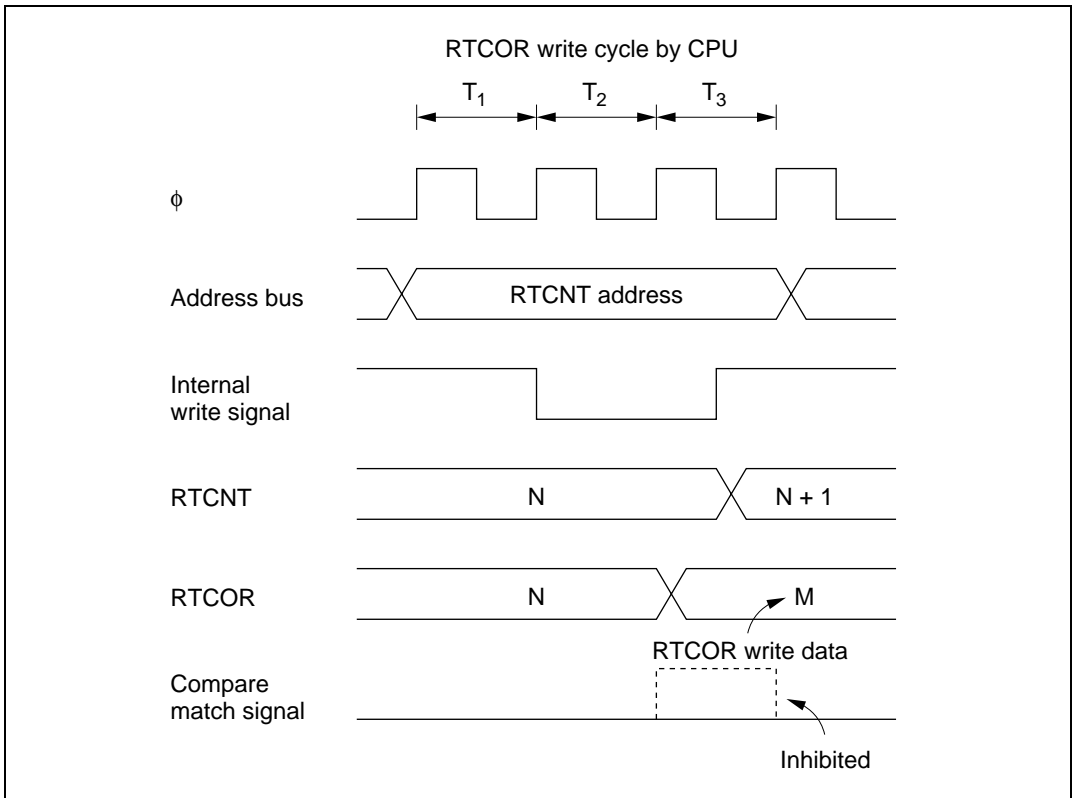 RTCOR write cycle by CPU
T1 T2 T3
φ
Address bus
RTCNT address
Internal
write signal
RTCNT
N
N + 1
RTCOR
N
M
RTCOR write data
Compare
match signal
Inhibited